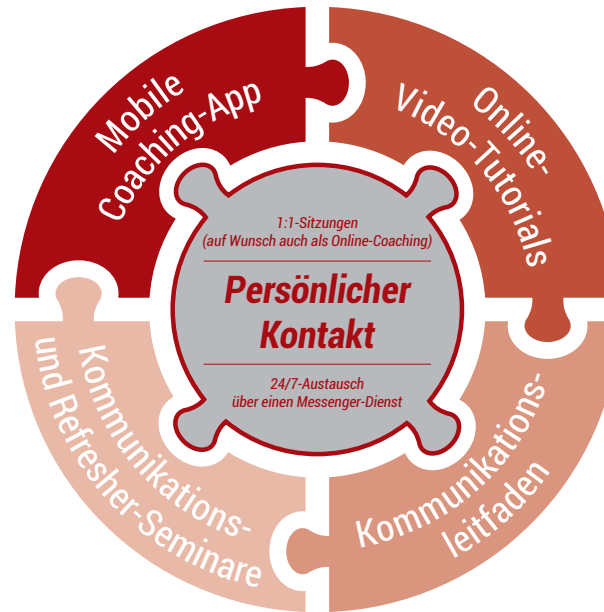 Mobile
Coaching-App
Online-
Video-Tutorials
1:1-Sitzungen
(auf Wunsch auch als Online-Coaching)
Persönlicher
Kontakt
24/7-Austausch
über einen Messenger-Dienst
Kommunikations-
und Refresher-Seminare
Kommunikations-
leitfaden